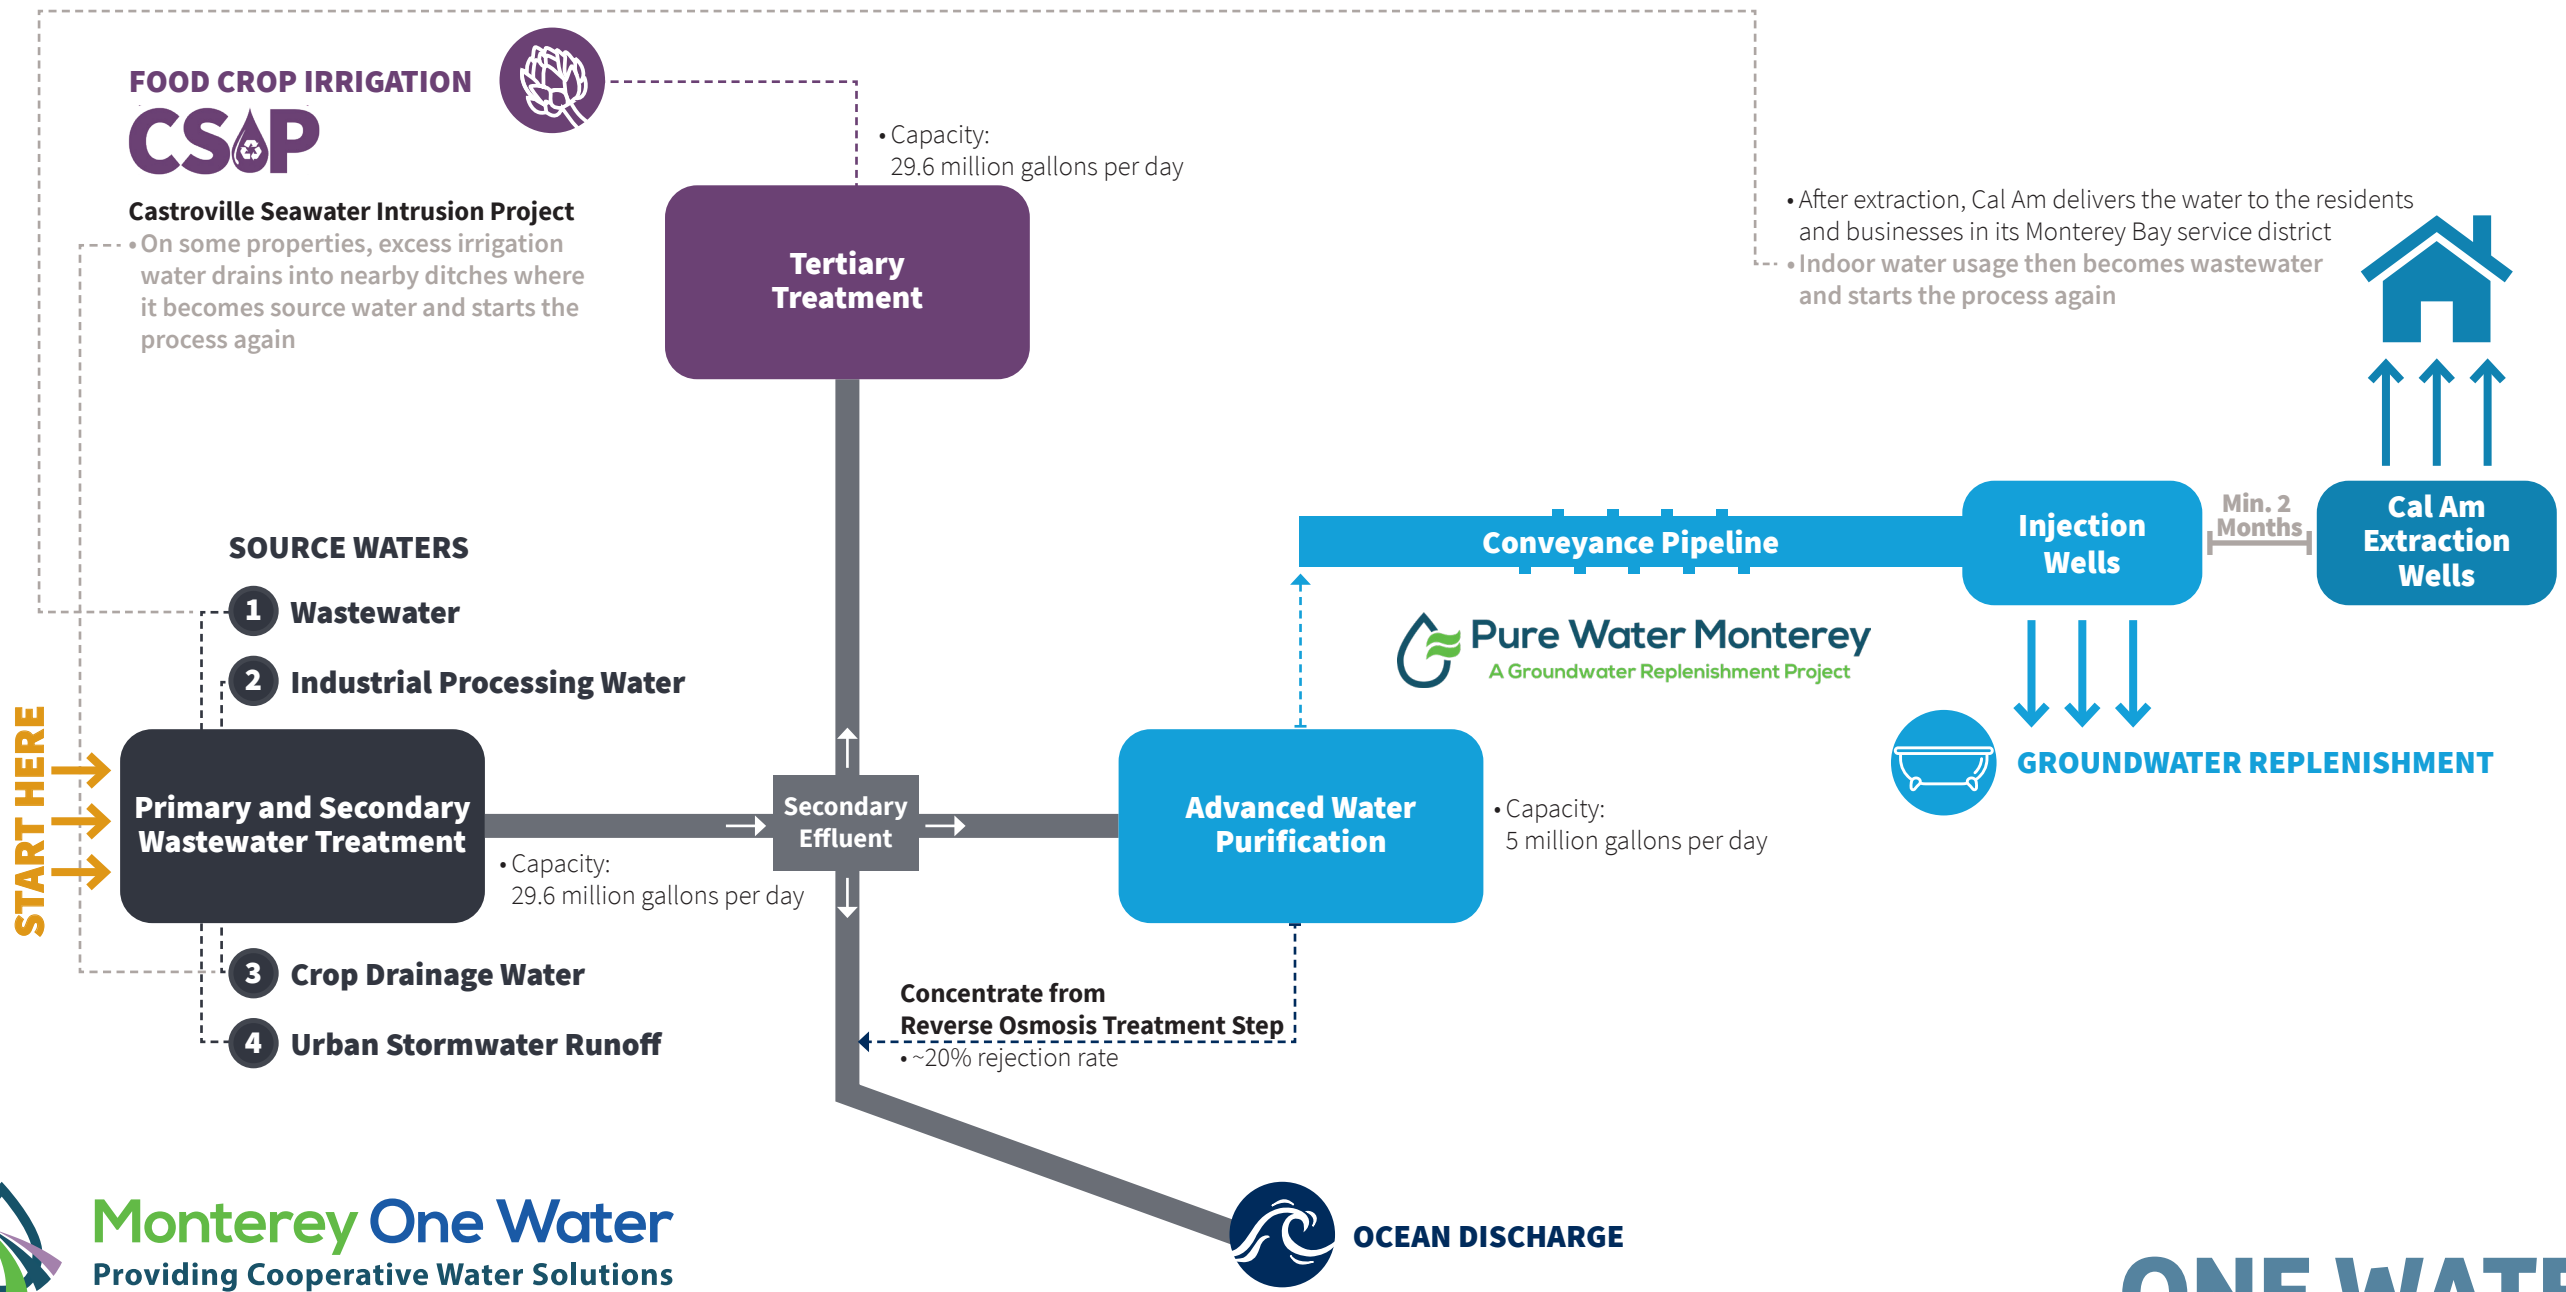 FOOD CROP IRRIGATION
CSIP
Castroville Seawater Intrusion Project
• On some properties, excess irrigation
water drains into nearby ditches where
it becomes source water and starts the
process again
• Capacity:
29.6 million gallons per day
Tertiary
Treatment
• After extraction, Cal Am delivers the water to the residents
and businesses in its Monterey Bay service district
• Indoor water usage then becomes wastewater
and starts the process again
SOURCE WATERS
1 Wastewater
2 Industrial Processing Water
START HERE
Primary and Secondary
Wastewater Treatment
• Capacity:
29.6 million gallons per day
3 Crop Drainage Water
4 Urban Stormwater Runoff
Secondary
Effluent
Advanced Water
Purification
• Capacity:
5 million gallons per day
Conveyance Pipeline
Pure Water Monterey
A Groundwater Replenishment Project
Injection
Wells
Min. 2
Months
Cal Am
Extraction
Wells
GROUNDWATER REPLENISHMENT
Concentrate from
Reverse Osmosis Treatment Step
• ~20% rejection rate
OCEAN DISCHARGE
Monterey One Water
Providing Cooperative Water Solutions